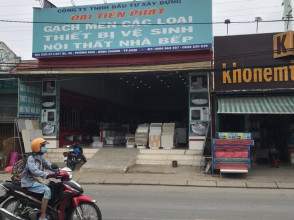 CÔNG TY TNHH ĐẦU TƯ XÂY DỰNG
ĐẠI TIẾN PHÁT
GẠCH MEN CÁC LOẠI
THIẾT BỊ VỆ SINH
NỘI THẤT NHÀ BẾP
khonemt